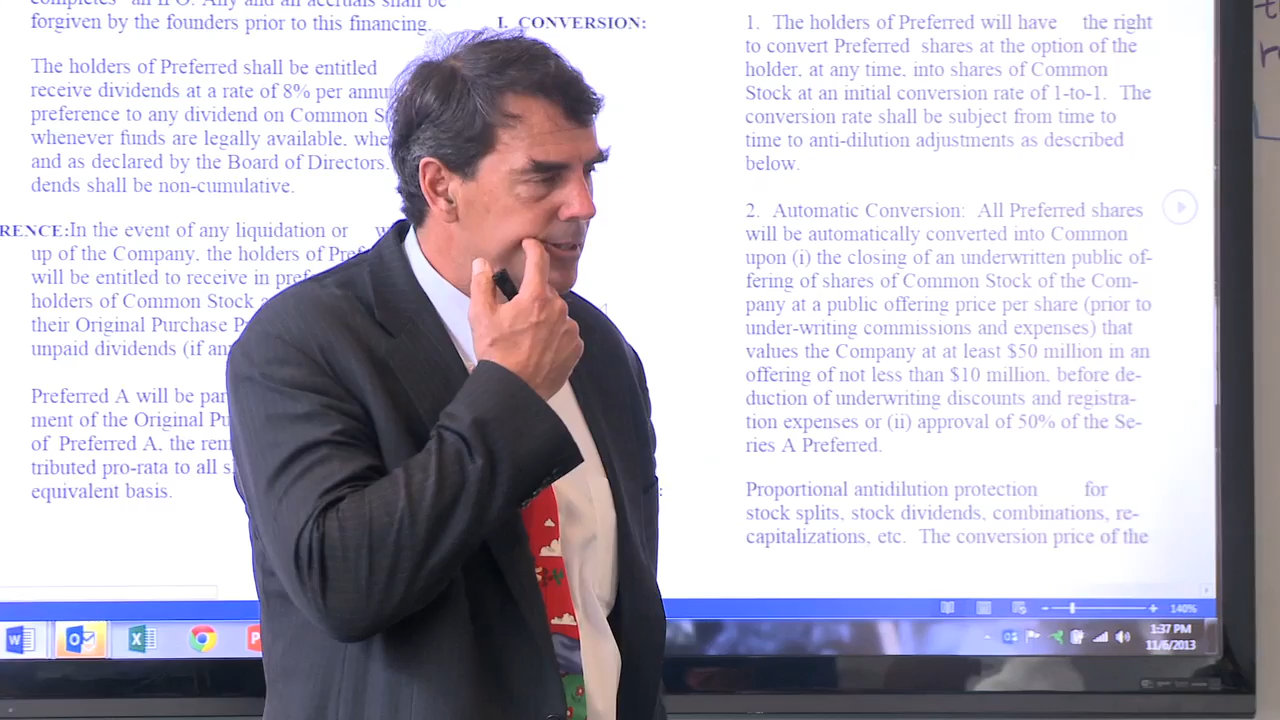 completes an IPO. Any and all accruals shall be
forgiven by the founders prior to this financing.
The holders of Preferred shall be entitled
receive dividends at a rate of 8% per
preference to any dividend on Common
whenever funds are legally available,
and as declared by the Board of Directors.
dends shall be non-cumulative.
In the event of any liquidation or
up of the Company, the holders of
will be entitled to receive in
holders of Common Stock
their Original Purchase
unpaid dividends (if
Preferred A will be
ment of the Original
of Preferred A, the
tributed pro-rata to all
equivalent basis.
I. CONVERSION:
1. The holders of Preferred will have the right
to convert Preferred shares at the option of the
holder, at any time, into shares of Common
Stock at an initial conversion rate of 1-to-1. The
conversion rate shall be subject from time to
time to anti-dilution adjustments as described
below.
2. Automatic Conversion: All Preferred shares
will be automatically converted into Common
upon (i) the closing of an underwritten public of-
fering of shares of Common Stock of the Com-
pany at a public offering price per share (prior to
under-writing commissions and expenses) that
values the Company at at least $50 million in an
offering of not less than $10 million, before de-
duction of underwriting discounts and registra-
tion expenses or (ii) approval of 50% of the Se-
ries A Preferred.
Proportional antidilution protection for
stock splits, stock dividends, combinations, re-
capitalizations, etc. The conversion price of the
140%
1:37 PM
11/6/2013